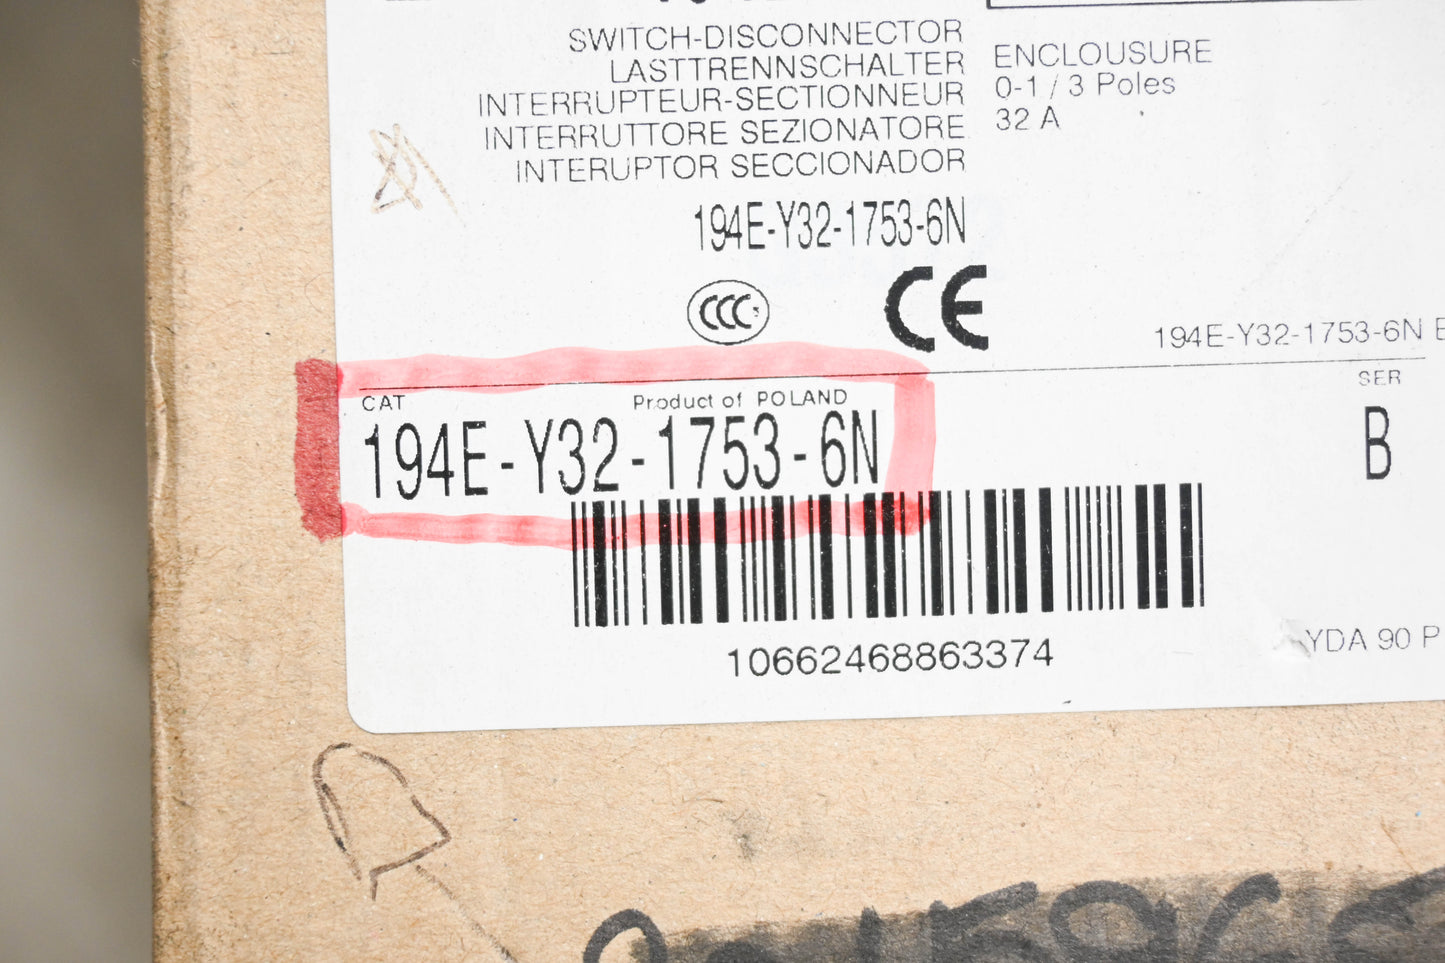 SWITCH-DISCONNECTOR
LASTTRENNSCHALTER
INTERRUPTEUR-SECTIONNEUR
INTERRUTTORE SEZIONATORE
INTERUPTOR SECCIONADOR
ENCLOUSURE
0-1 / 3 Poles
32 A
194E-Y32-1753-6N
CCC
CE
194E-Y32-1753-6N
SER
B
CAT
Product of POLAND
194E-Y32-1753-6N
10662468863374
YDA 90 P